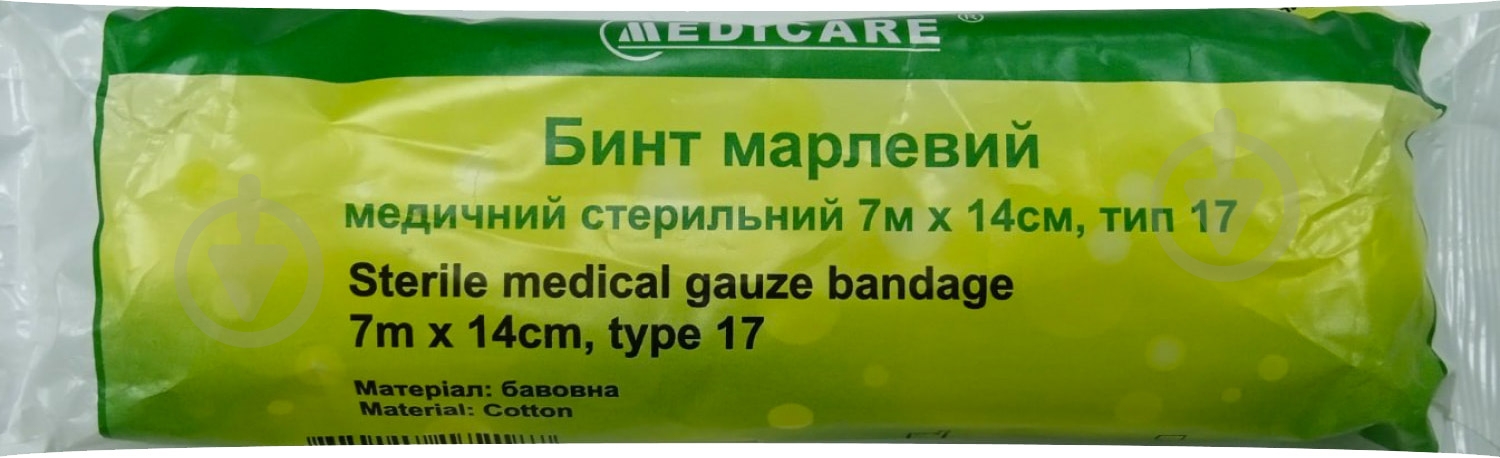 MEDICARE®
Бинт марлевий
медичний стерильний 7м х 14см, тип 17
Sterile medical gauze bandage
7m x 14cm, type 17
Матеріал: бавовна
Material: Cotton